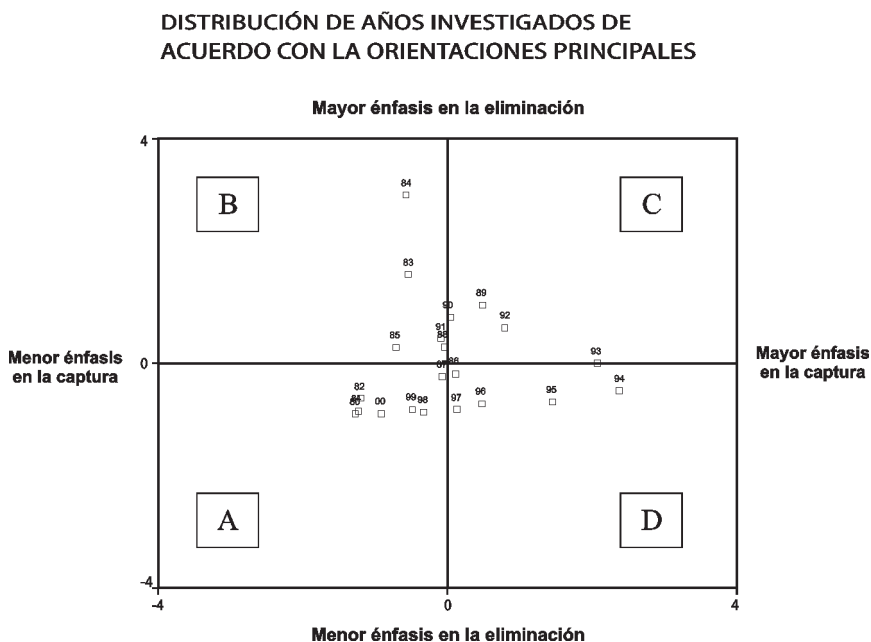 DISTRIBUCIÓN DE AÑOS INVESTIGADOS DE
ACUERDO CON LA ORIENTACIONES PRINCIPALES
Mayor énfasis en la eliminación
4
B
C
84
83
90
89
92
91
88
85
Menor énfasis
en la captura
0
93
Mayor énfasis
en la captura
86
87
94
82
80
00
99
98
97
96
95
A
D
-4
-4
0
4
Menor énfasis en la eliminación